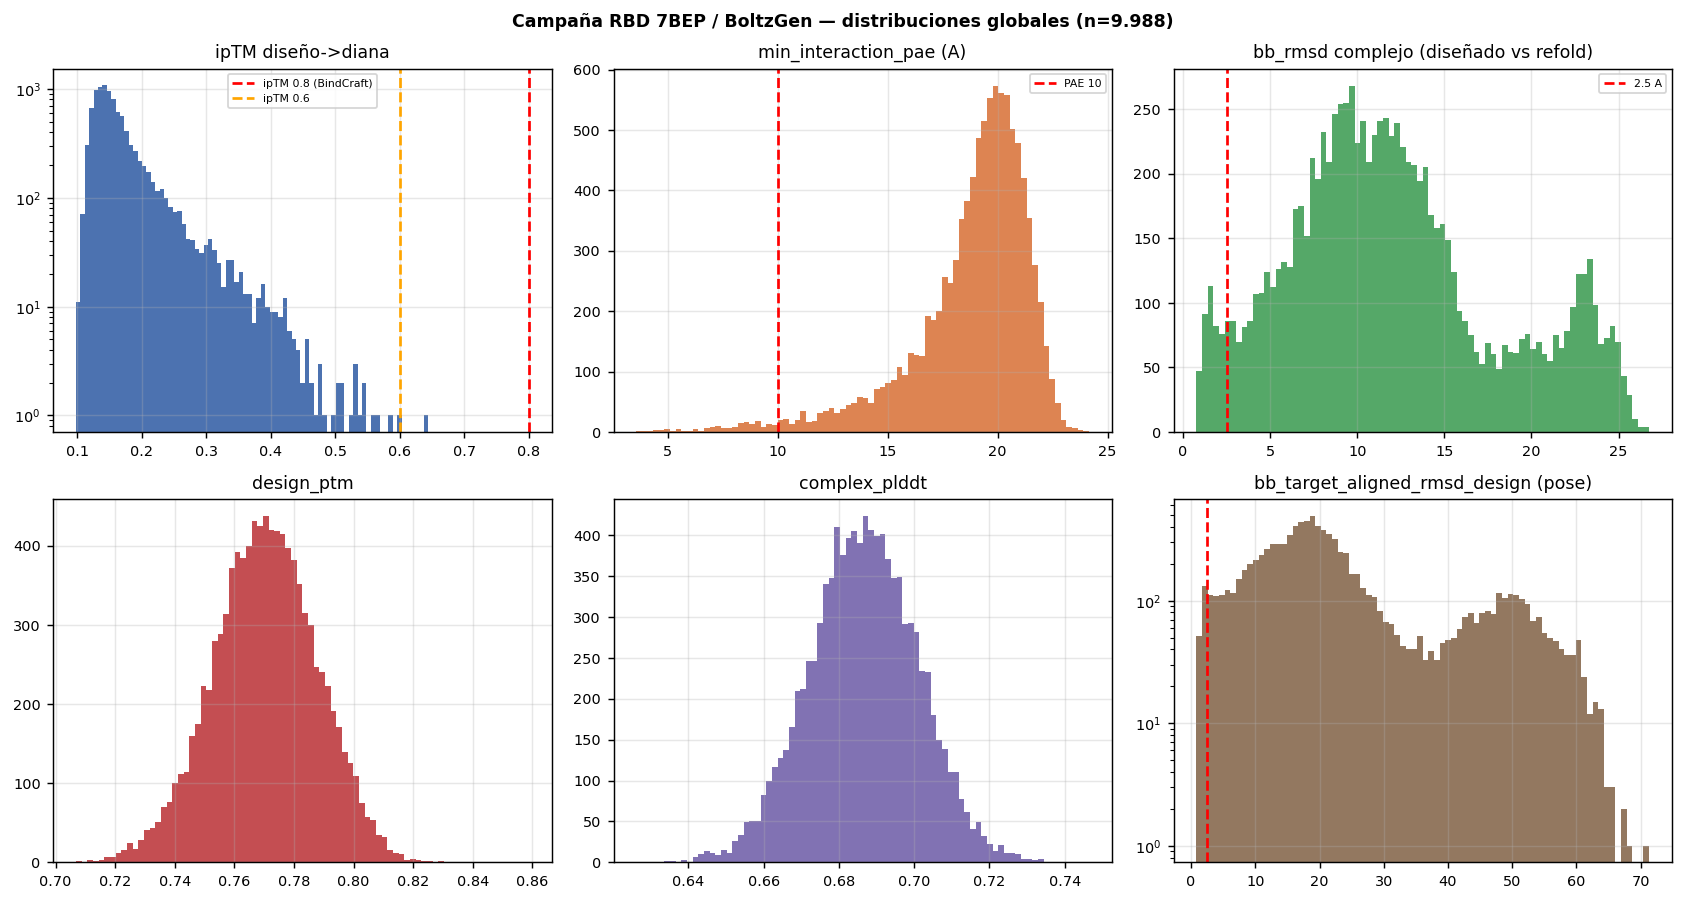 Campaña RBD 7BEP / BoltzGen — distribuciones globales (n=9.988)
ipTM diseño->diana
ipTM 0.8 (BindCraft)
ipTM 0.6
10³
10²
10¹
10⁰
0.1 0.2 0.3 0.4 0.5 0.6 0.7 0.8
min_interaction_pae (A)
PAE 10
600
500
400
300
200
100
0
5 10 15 20 25
bb_rmsd complejo (diseñado vs refold)
2.5 A
250
200
150
100
50
0
0 5 10 15 20 25
design_ptm
400
300
200
100
0
0.70 0.72 0.74 0.76 0.78 0.80 0.82 0.84 0.86
complex_plddt
400
350
300
250
200
150
100
50
0
0.64 0.66 0.68 0.70 0.72 0.74
bb_target_aligned_rmsd_design (pose)
10²
10¹
10⁰
0 10 20 30 40 50 60 70